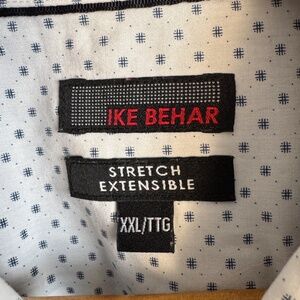 IKE BEHAR
STRETCH
EXTENSIBLE
XXL/TTG